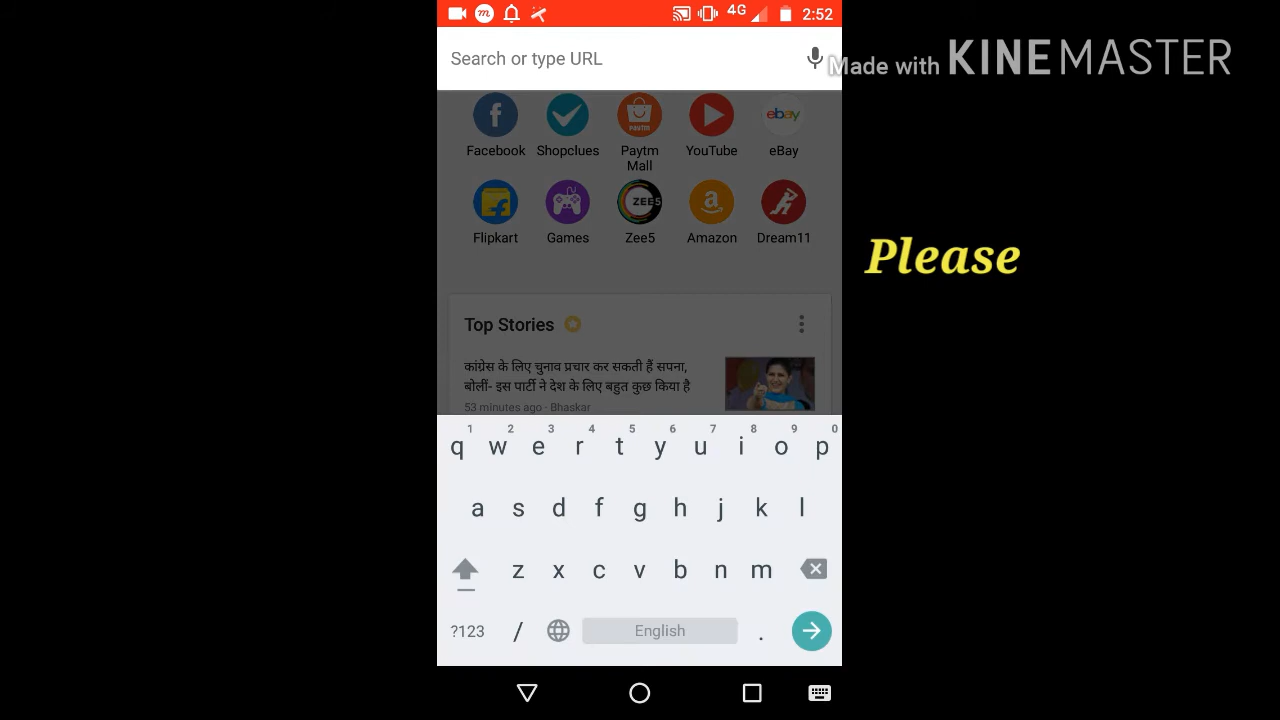 4G 2:52
Search or type URL
Made with KINEMASTER
Facebook Shopclues Paytm Mall YouTube eBay
Flipkart Games Zee5 Amazon Dream11
Please
Top Stories
कांग्रेस के लिए चुनाव प्रचार कर सकती हैं सपना,
बोलीं- इस पार्टी ने देश के लिए बहुत कुछ किया है
53 minutes ago · Bhaskar
1 2 3 4 5 6 7 8 9 0
q w e r t y u i o p
a s d f g h j k l
z x c v b n m
?123 / English .